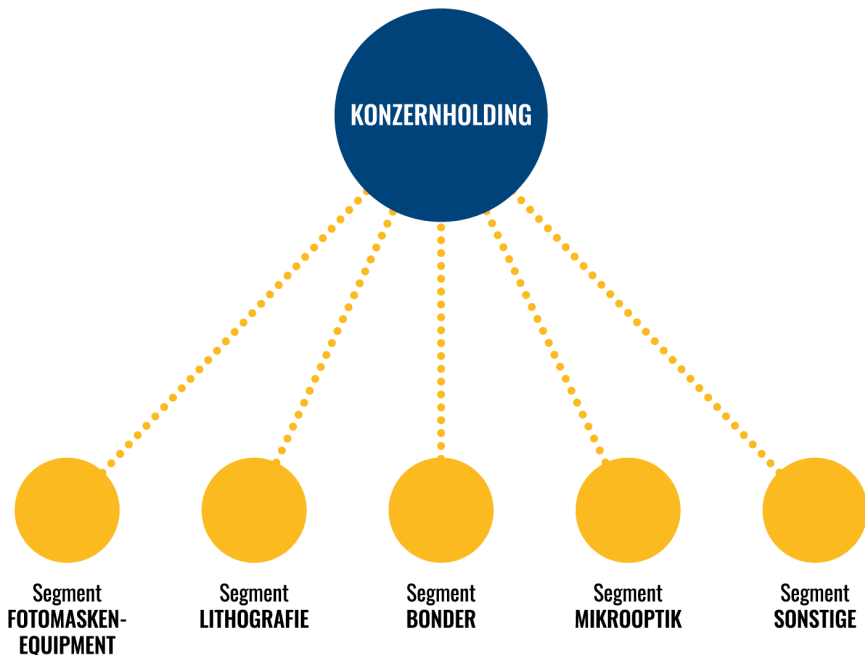 KONZERNHOLDING
Segment
FOTOMASKEN-
EQUIPMENT
Segment
LITHOGRAFIE
Segment
BONDER
Segment
MIKROOPTIK
Segment
SONSTIGE